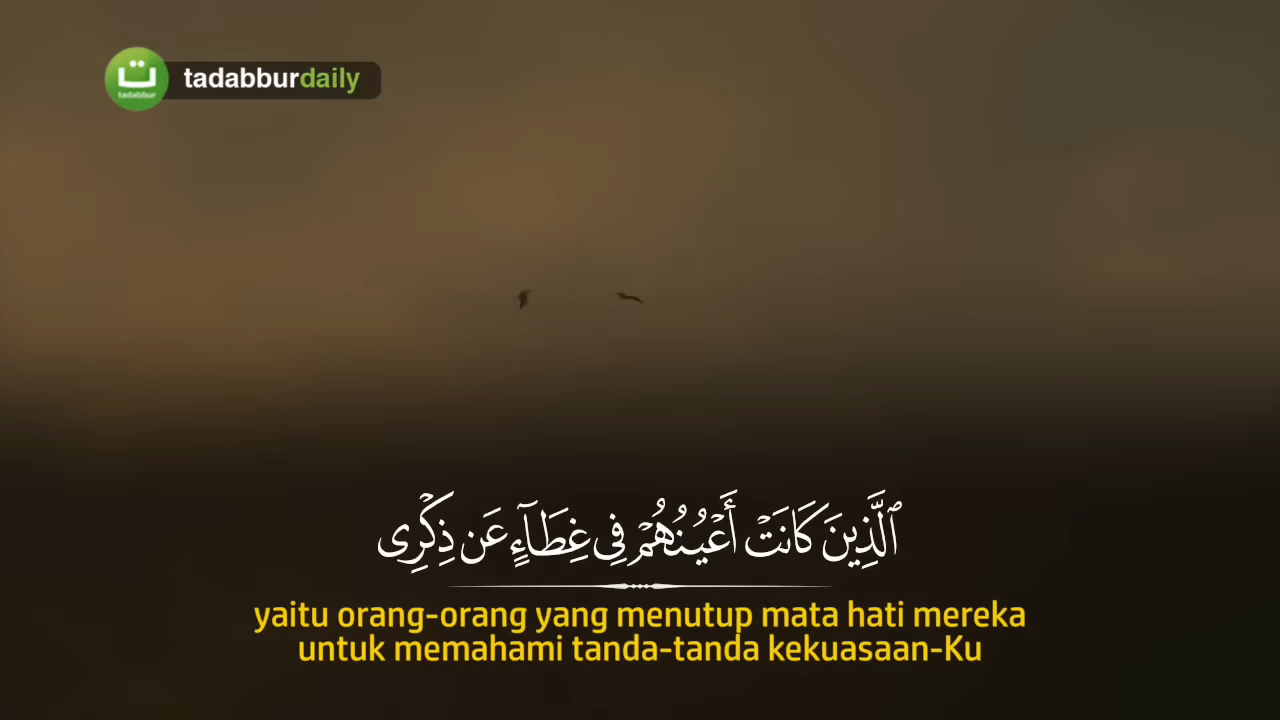 ت
tadabbur
tadabburdaily
ٱلَّذِينَ كَانَتْ أَعْيُنُهُمْ فِى غِطَآءٍ عَن ذِكْرِى
yaitu orang-orang yang menutup mata hati mereka
untuk memahami tanda-tanda kekuasaan-Ku